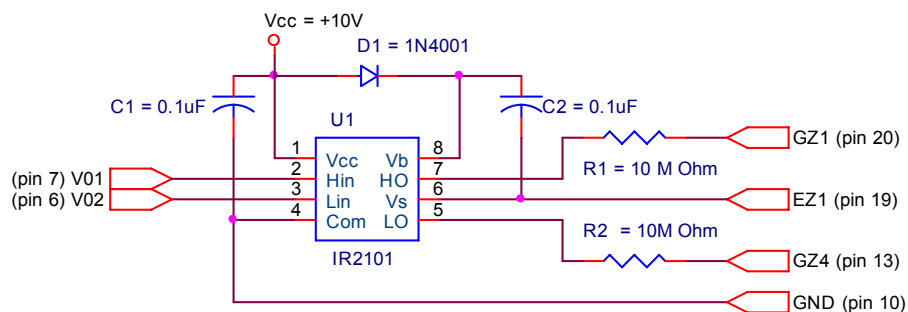 Vcc = +10V
D1 = 1N4001
C1 = 0.1uF
C2 = 0.1uF
U1
GZ1 (pin 20)
R1 = 10 M Ohm
1 Vcc Vb 8
(pin 7) V01 2 Hin HO 7
(pin 6) V02 3 Lin Vs 6 EZ1 (pin 19)
4 Com LO 5
R2 = 10M Ohm
IR2101
GZ4 (pin 13)
GND (pin 10)